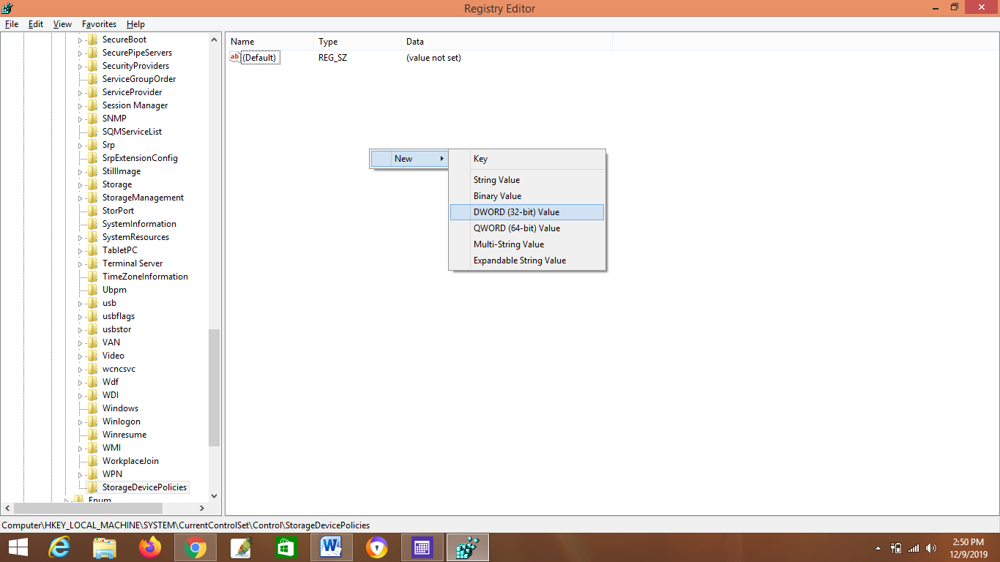 Registry Editor
File Edit View Favorites Help
SecureBoot
SecurePipeServers
SecurityProviders
ServiceGroupOrder
ServiceProvider
Session Manager
SNMP
SQMServiceList
Srp
SrpExtensionConfig
StillImage
Storage
StorageManagement
StorPort
SystemInformation
SystemResources
TabletPC
Terminal Server
TimeZoneInformation
Ubpm
usb
usbflags
usbstor
VAN
Video
wcncsvc
Wdf
WDI
Windows
Winlogon
Winresume
WMI
WorkplaceJoin
WPN
StorageDevicePolicies
Enum
Name Type Data
ab (Default) REG_SZ (value not set)
New
Key
String Value
Binary Value
DWORD (32-bit) Value
QWORD (64-bit) Value
Multi-String Value
Expandable String Value
Computer\HKEY_LOCAL_MACHINE\SYSTEM\CurrentControlSet\Control\StorageDevicePolicies
2:50 PM
12/9/2019